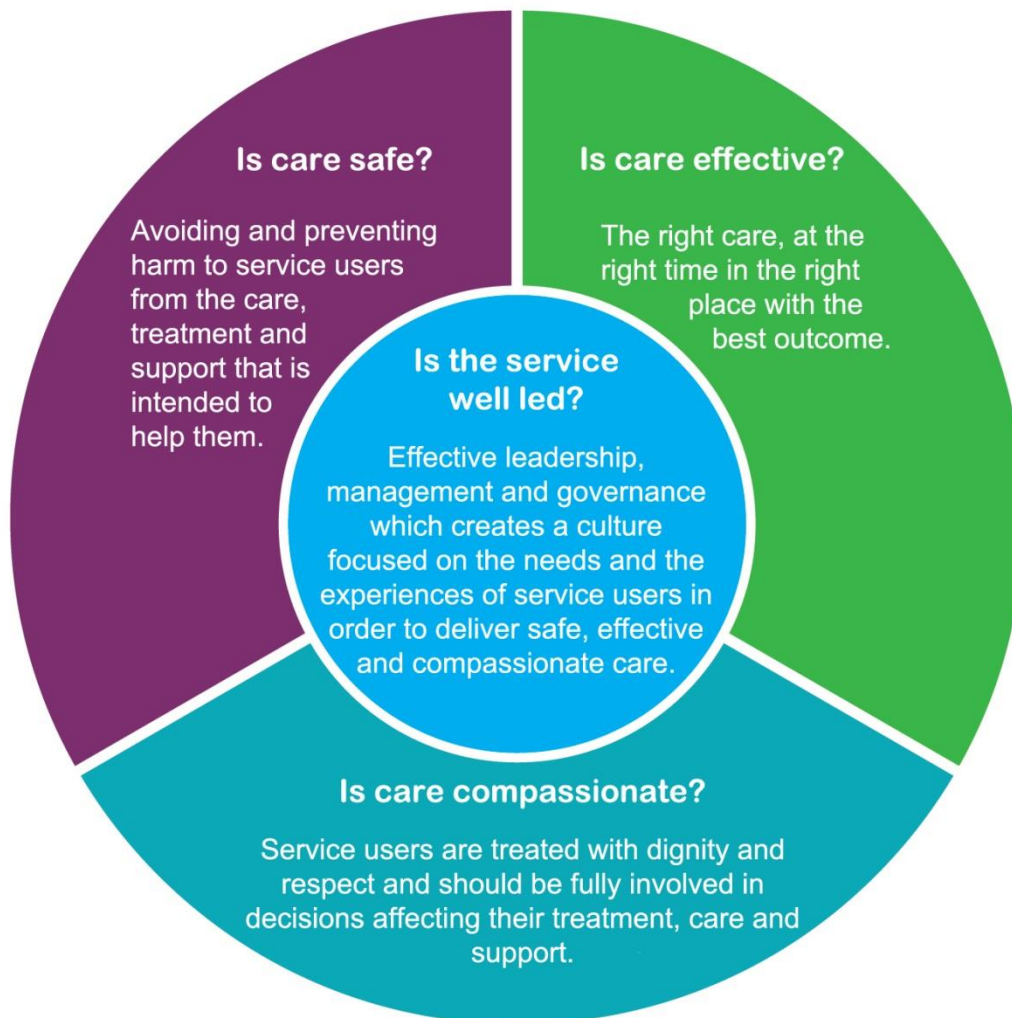 Is care safe?
Avoiding and preventing
harm to service users
from the care,
treatment and
support that is
intended to
help them.
Is care effective?
The right care, at the
right time in the right
place with the
best outcome.
Is the service
well led?
Effective leadership,
management and governance
which creates a culture
focused on the needs and the
experiences of service users in
order to deliver safe, effective
and compassionate care.
Is care compassionate?
Service users are treated with dignity and
respect and should be fully involved in
decisions affecting their treatment, care and
support.